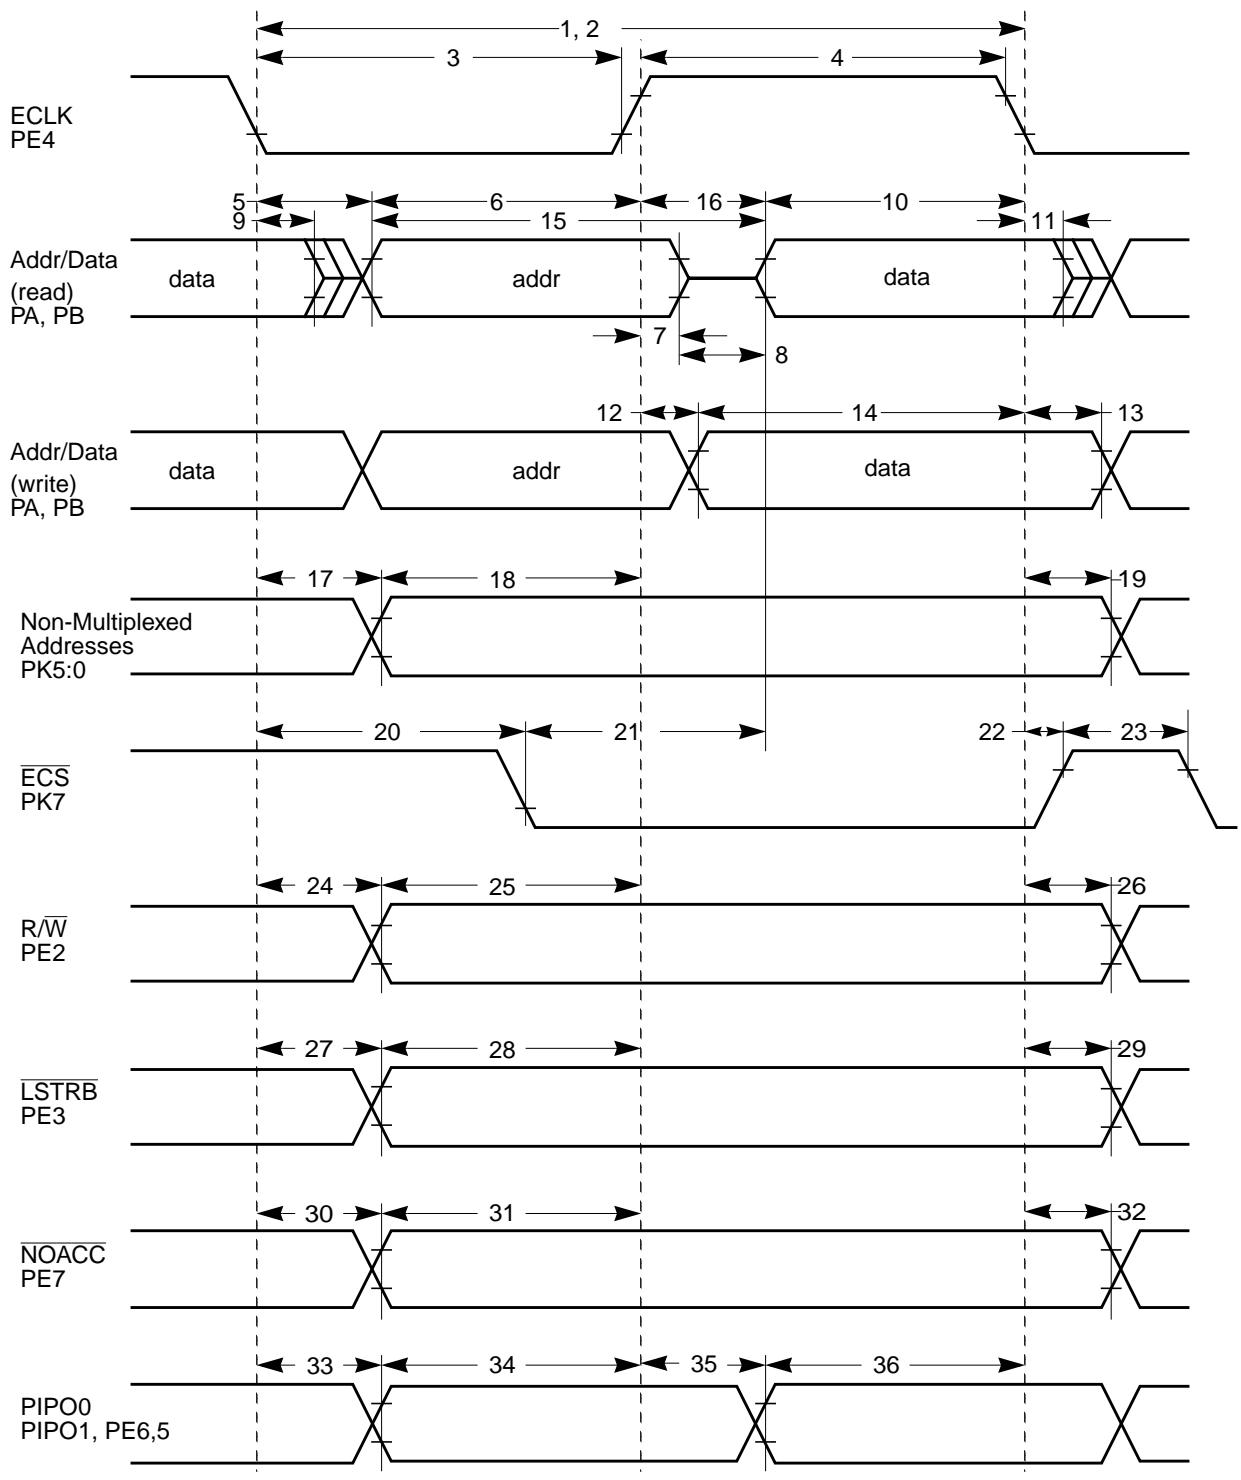 1, 2
3
4
ECLK
PE4
5
6
16
10
9
15
11
Addr/Data
(read)
PA, PB
data
addr
data
7
8
12
14
13
Addr/Data
(write)
PA, PB
data
addr
data
17
18
19
Non-Multiplexed
Addresses
PK5:0
20
21
22
23
ECS
PK7
24
25
26
R/W
PE2
27
28
29
LSTRB
PE3
30
31
32
NOACC
PE7
33
34
35
36
PIPO0
PIPO1, PE6,5